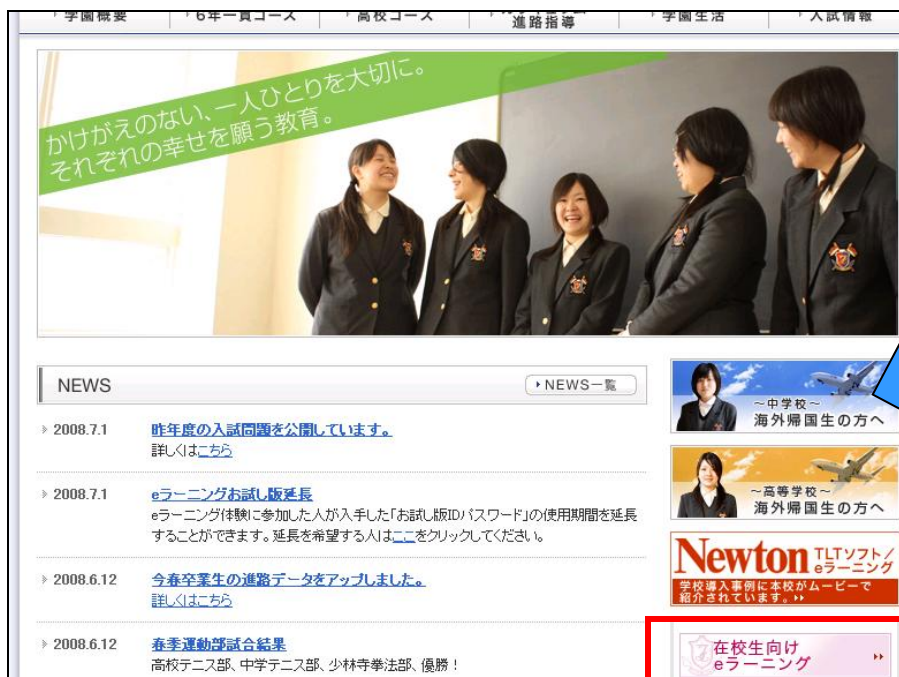 学園概要
6年一貫コース
高校コース
進路指導
学園生活
入試情報
かけがえのない、一人ひとりを大切に。
それぞれの幸せを願う教育。
NEWS
NEWS一覧
2008.7.1 昨年度の入試問題を公開しています。
詳しくはこちら
2008.7.1 eラーニングお試し版延長
eラーニング体験に参加した人が入手した「お試し版IDパスワード」の使用期間を延長
することができます。延長を希望する人はここをクリックしてください。
2008.6.12 今春卒業生の進路データをアップしました。
詳しくはこちら
2008.6.12 春季運動部試合結果
高校テニス部、中学テニス部、少林寺拳法部、優勝！
～中学校～
海外帰国生の方へ
～高等学校～
海外帰国生の方へ
Newton TLTソフト/
eラーニング
学校導入事例に本校がムービーで
紹介されています。
在校生向け
eラーニング